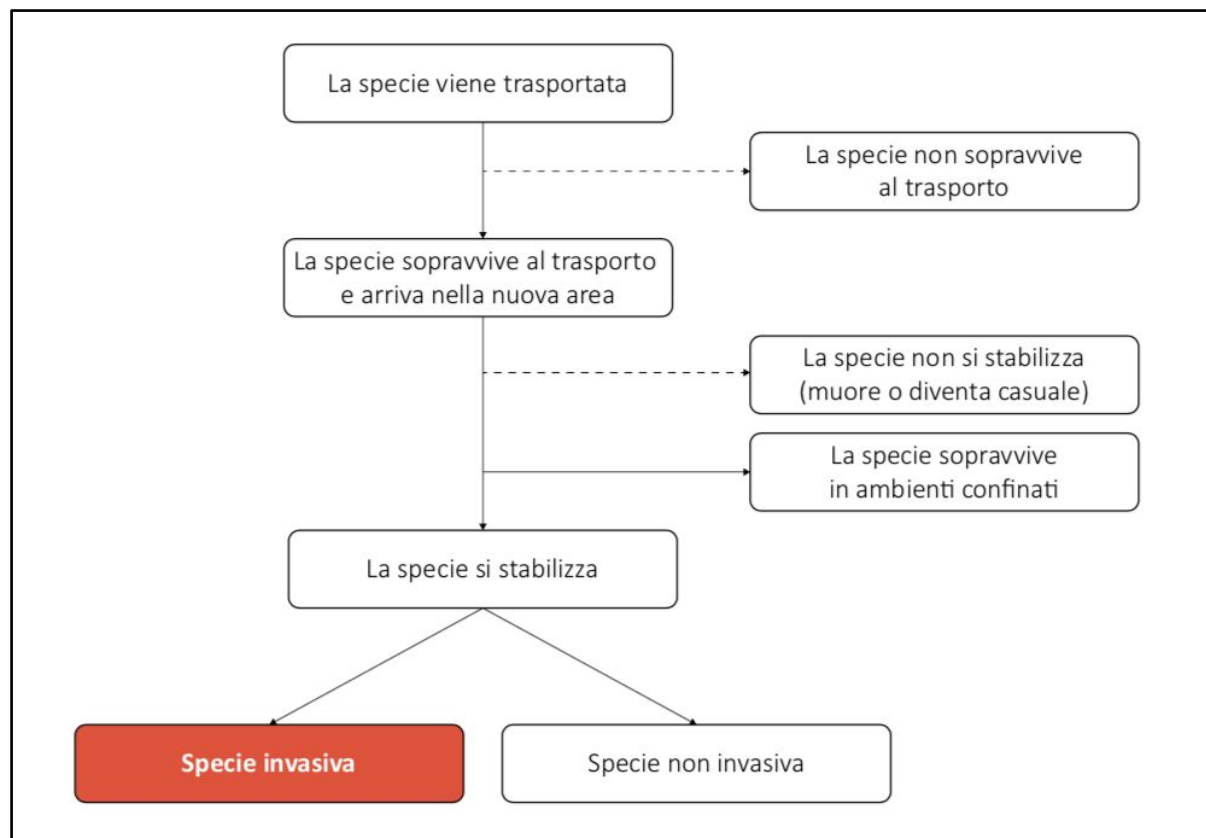 La specie viene trasportata
La specie non sopravvive
al trasporto
La specie sopravvive al trasporto
e arriva nella nuova area
La specie non si stabilizza
(muore o diventa casuale)
La specie sopravvive
in ambienti confinati
La specie si stabilizza
Specie invasiva
Specie non invasiva